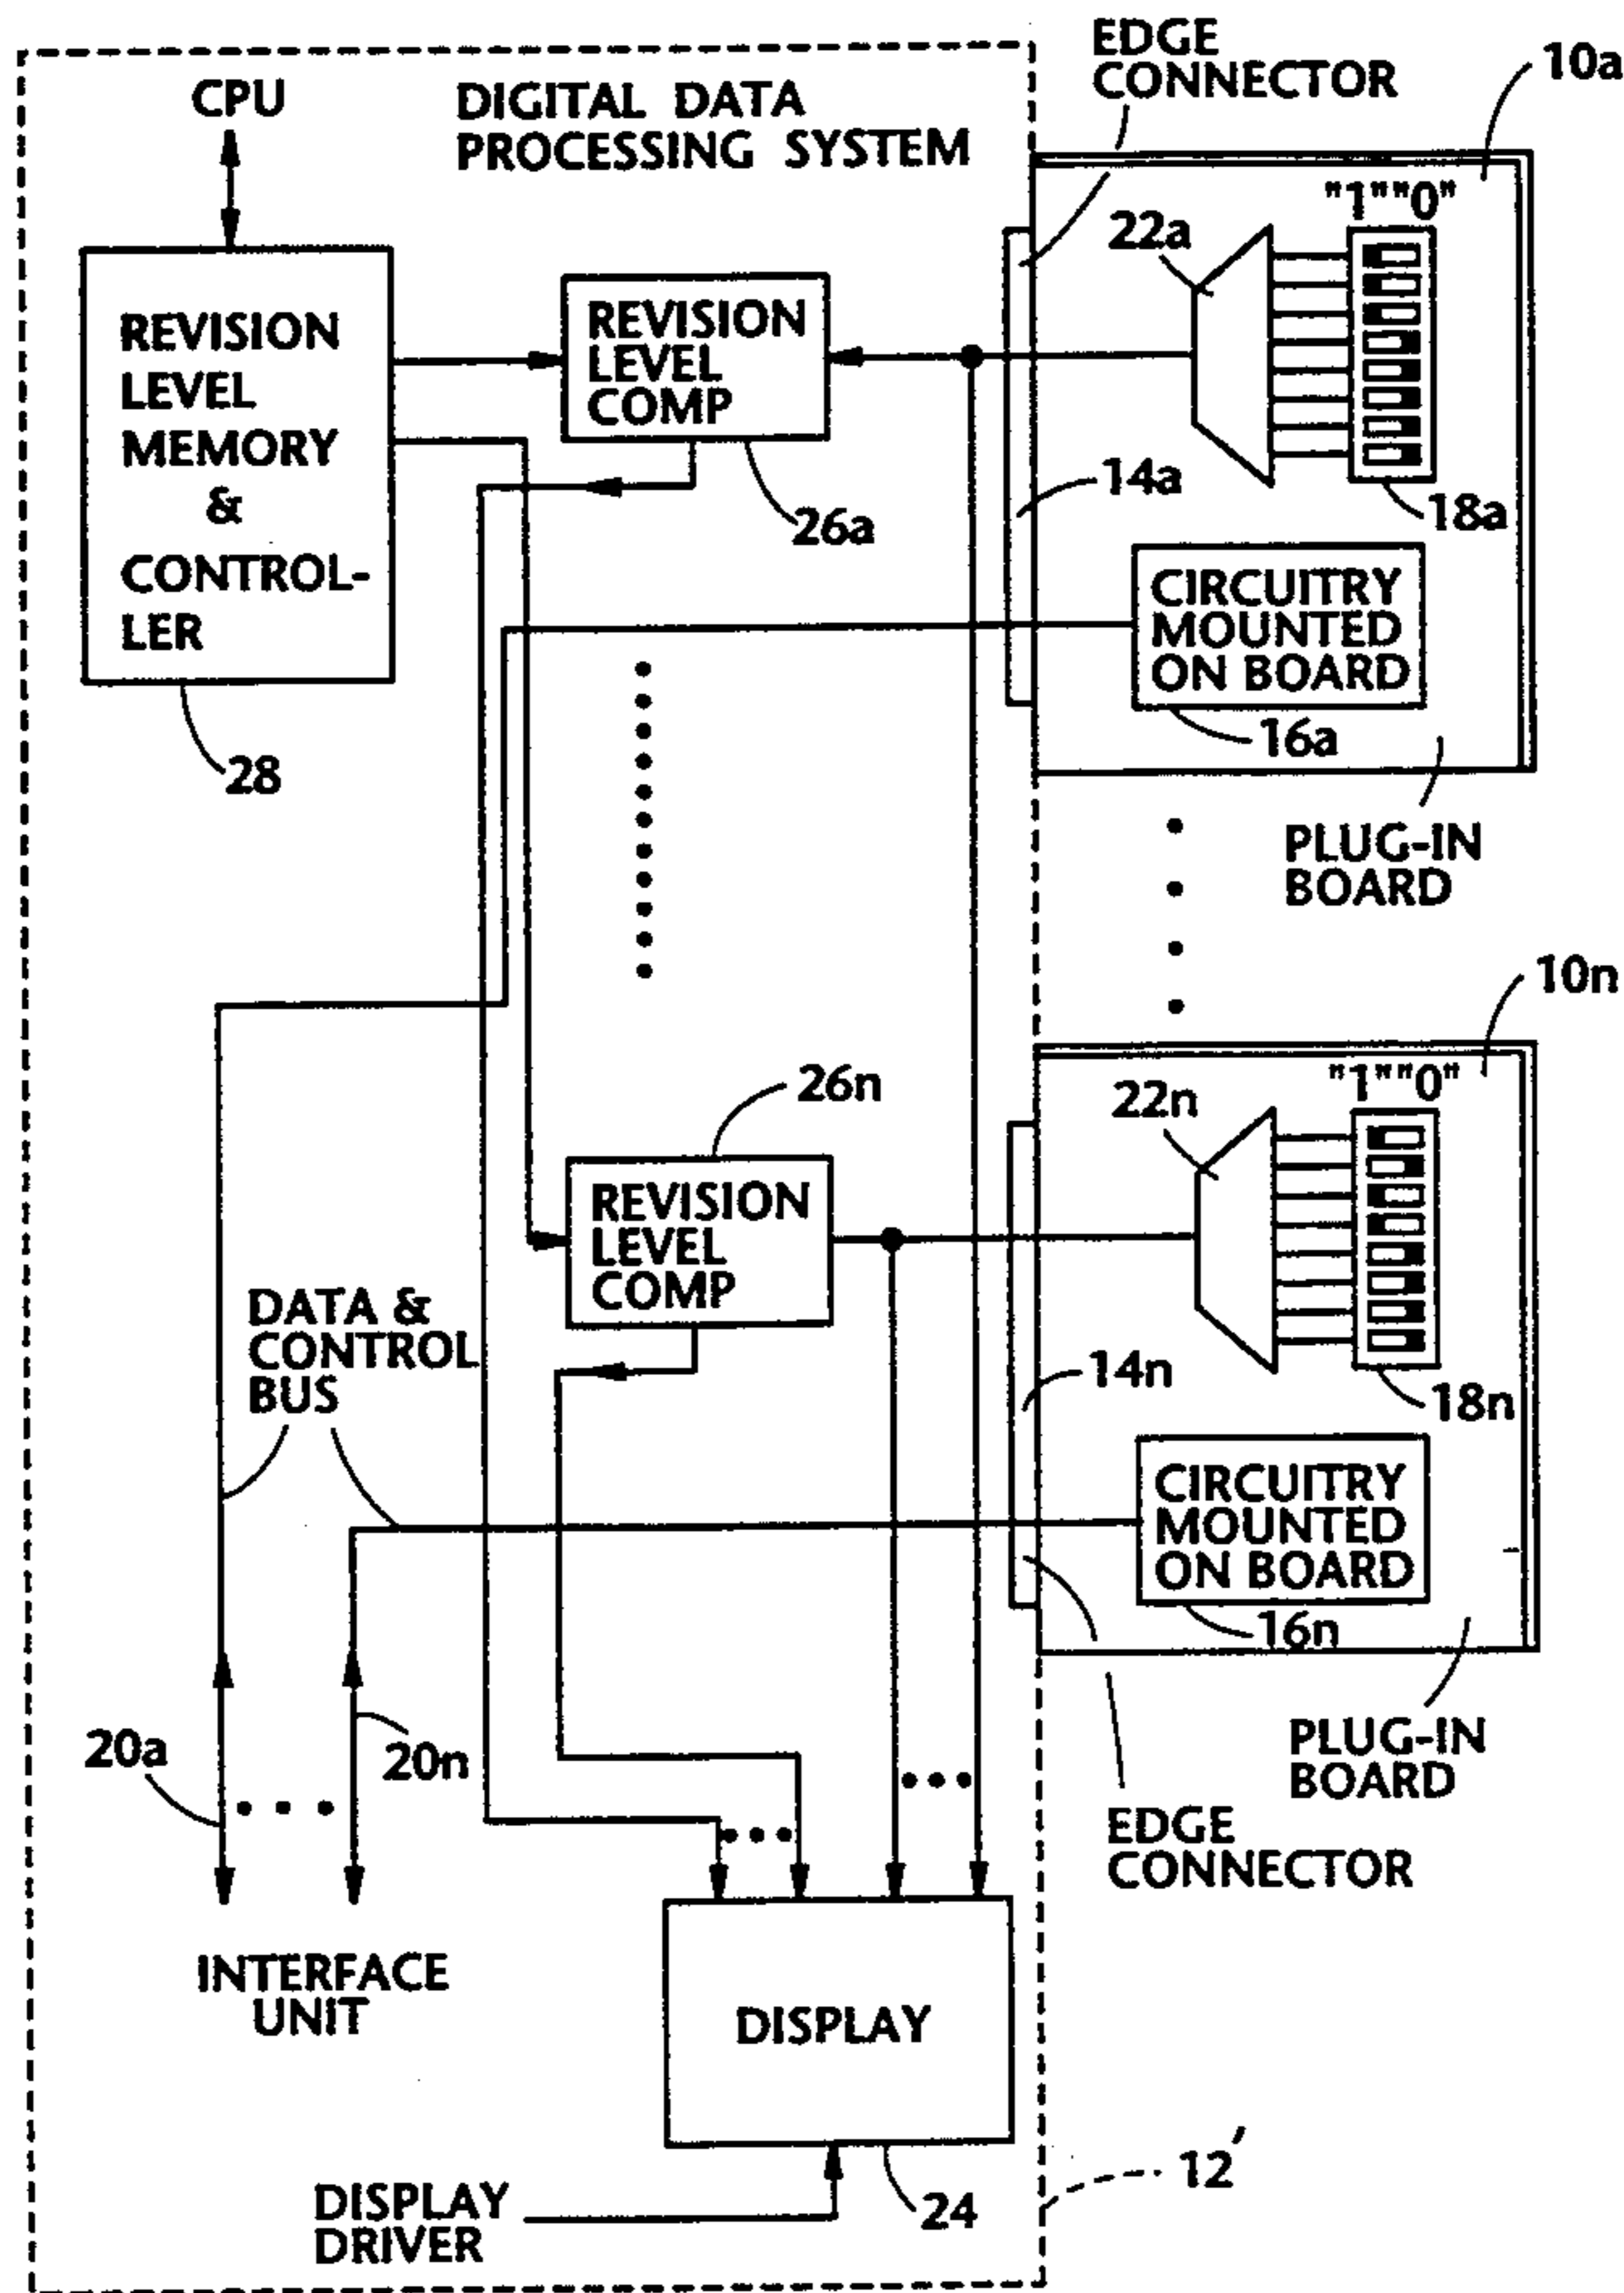 EDGE
CONNECTOR
10a
CPU
DIGITAL DATA
PROCESSING SYSTEM
"1""0"
22a
REVISION
LEVEL
MEMORY
&
CONTROL-
LER
REVISION
LEVEL
COMP
14a
18a
26a
CIRCUITRY
MOUNTED
ON BOARD
16a
28
PLUG-IN
BOARD
10n
"1""0"
22n
26n
REVISION
LEVEL
COMP
DATA &
CONTROL
BUS
14n
18n
CIRCUITRY
MOUNTED
ON BOARD
16n
20a
20n
PLUG-IN
BOARD
EDGE
CONNECTOR
INTERFACE
UNIT
DISPLAY
12'
24
DISPLAY
DRIVER